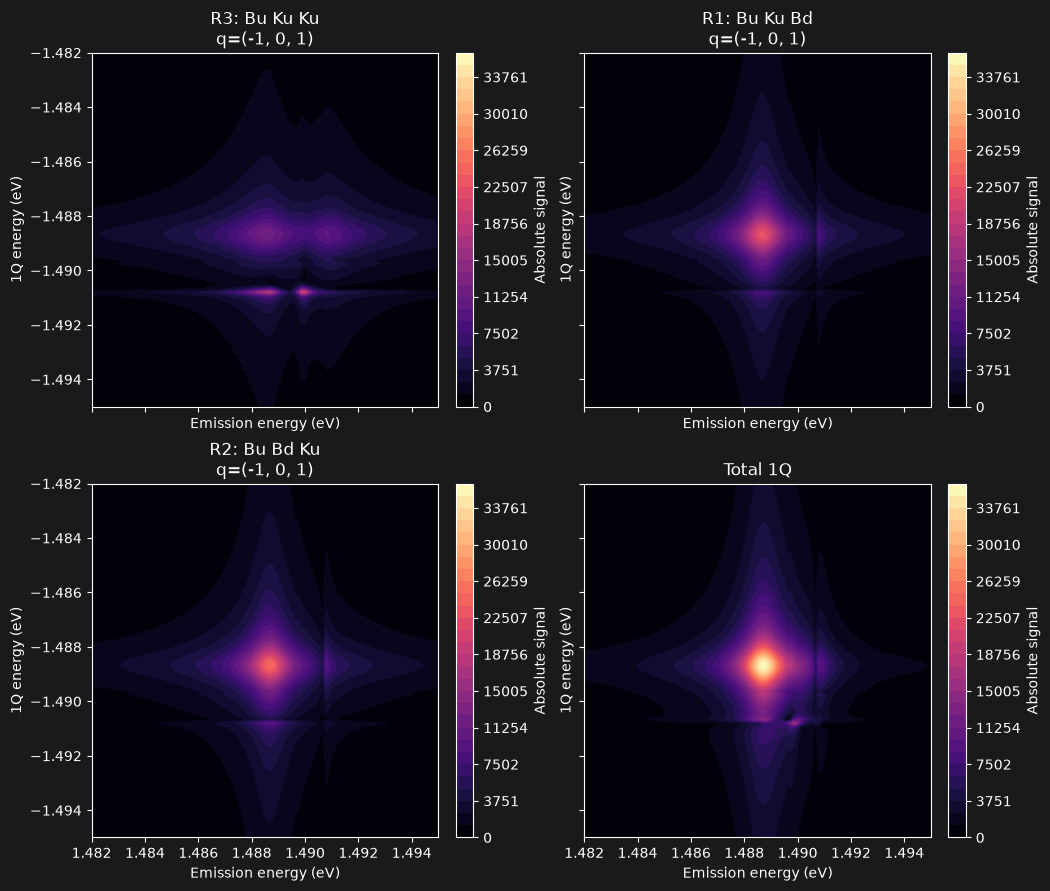 R3: Bu Ku Ku
q=(-1, 0, 1)
R1: Bu Ku Bd
q=(-1, 0, 1)
−1.482
−1.484
−1.486
−1.488
−1.490
−1.492
−1.494
1Q energy (eV)
Emission energy (eV)
33761
30010
26259
22507
18756
15005
11254
7502
3751
0
Absolute signal
1Q energy (eV)
Emission energy (eV)
33761
30010
26259
22507
18756
15005
11254
7502
3751
0
Absolute signal
R2: Bu Bd Ku
q=(-1, 0, 1)
Total 1Q
−1.482
−1.484
−1.486
−1.488
−1.490
−1.492
−1.494
1Q energy (eV)
1.482 1.484 1.486 1.488 1.490 1.492 1.494
Emission energy (eV)
33761
30010
26259
22507
18756
15005
11254
7502
3751
0
Absolute signal
1Q energy (eV)
1.482 1.484 1.486 1.488 1.490 1.492 1.494
Emission energy (eV)
33761
30010
26259
22507
18756
15005
11254
7502
3751
0
Absolute signal